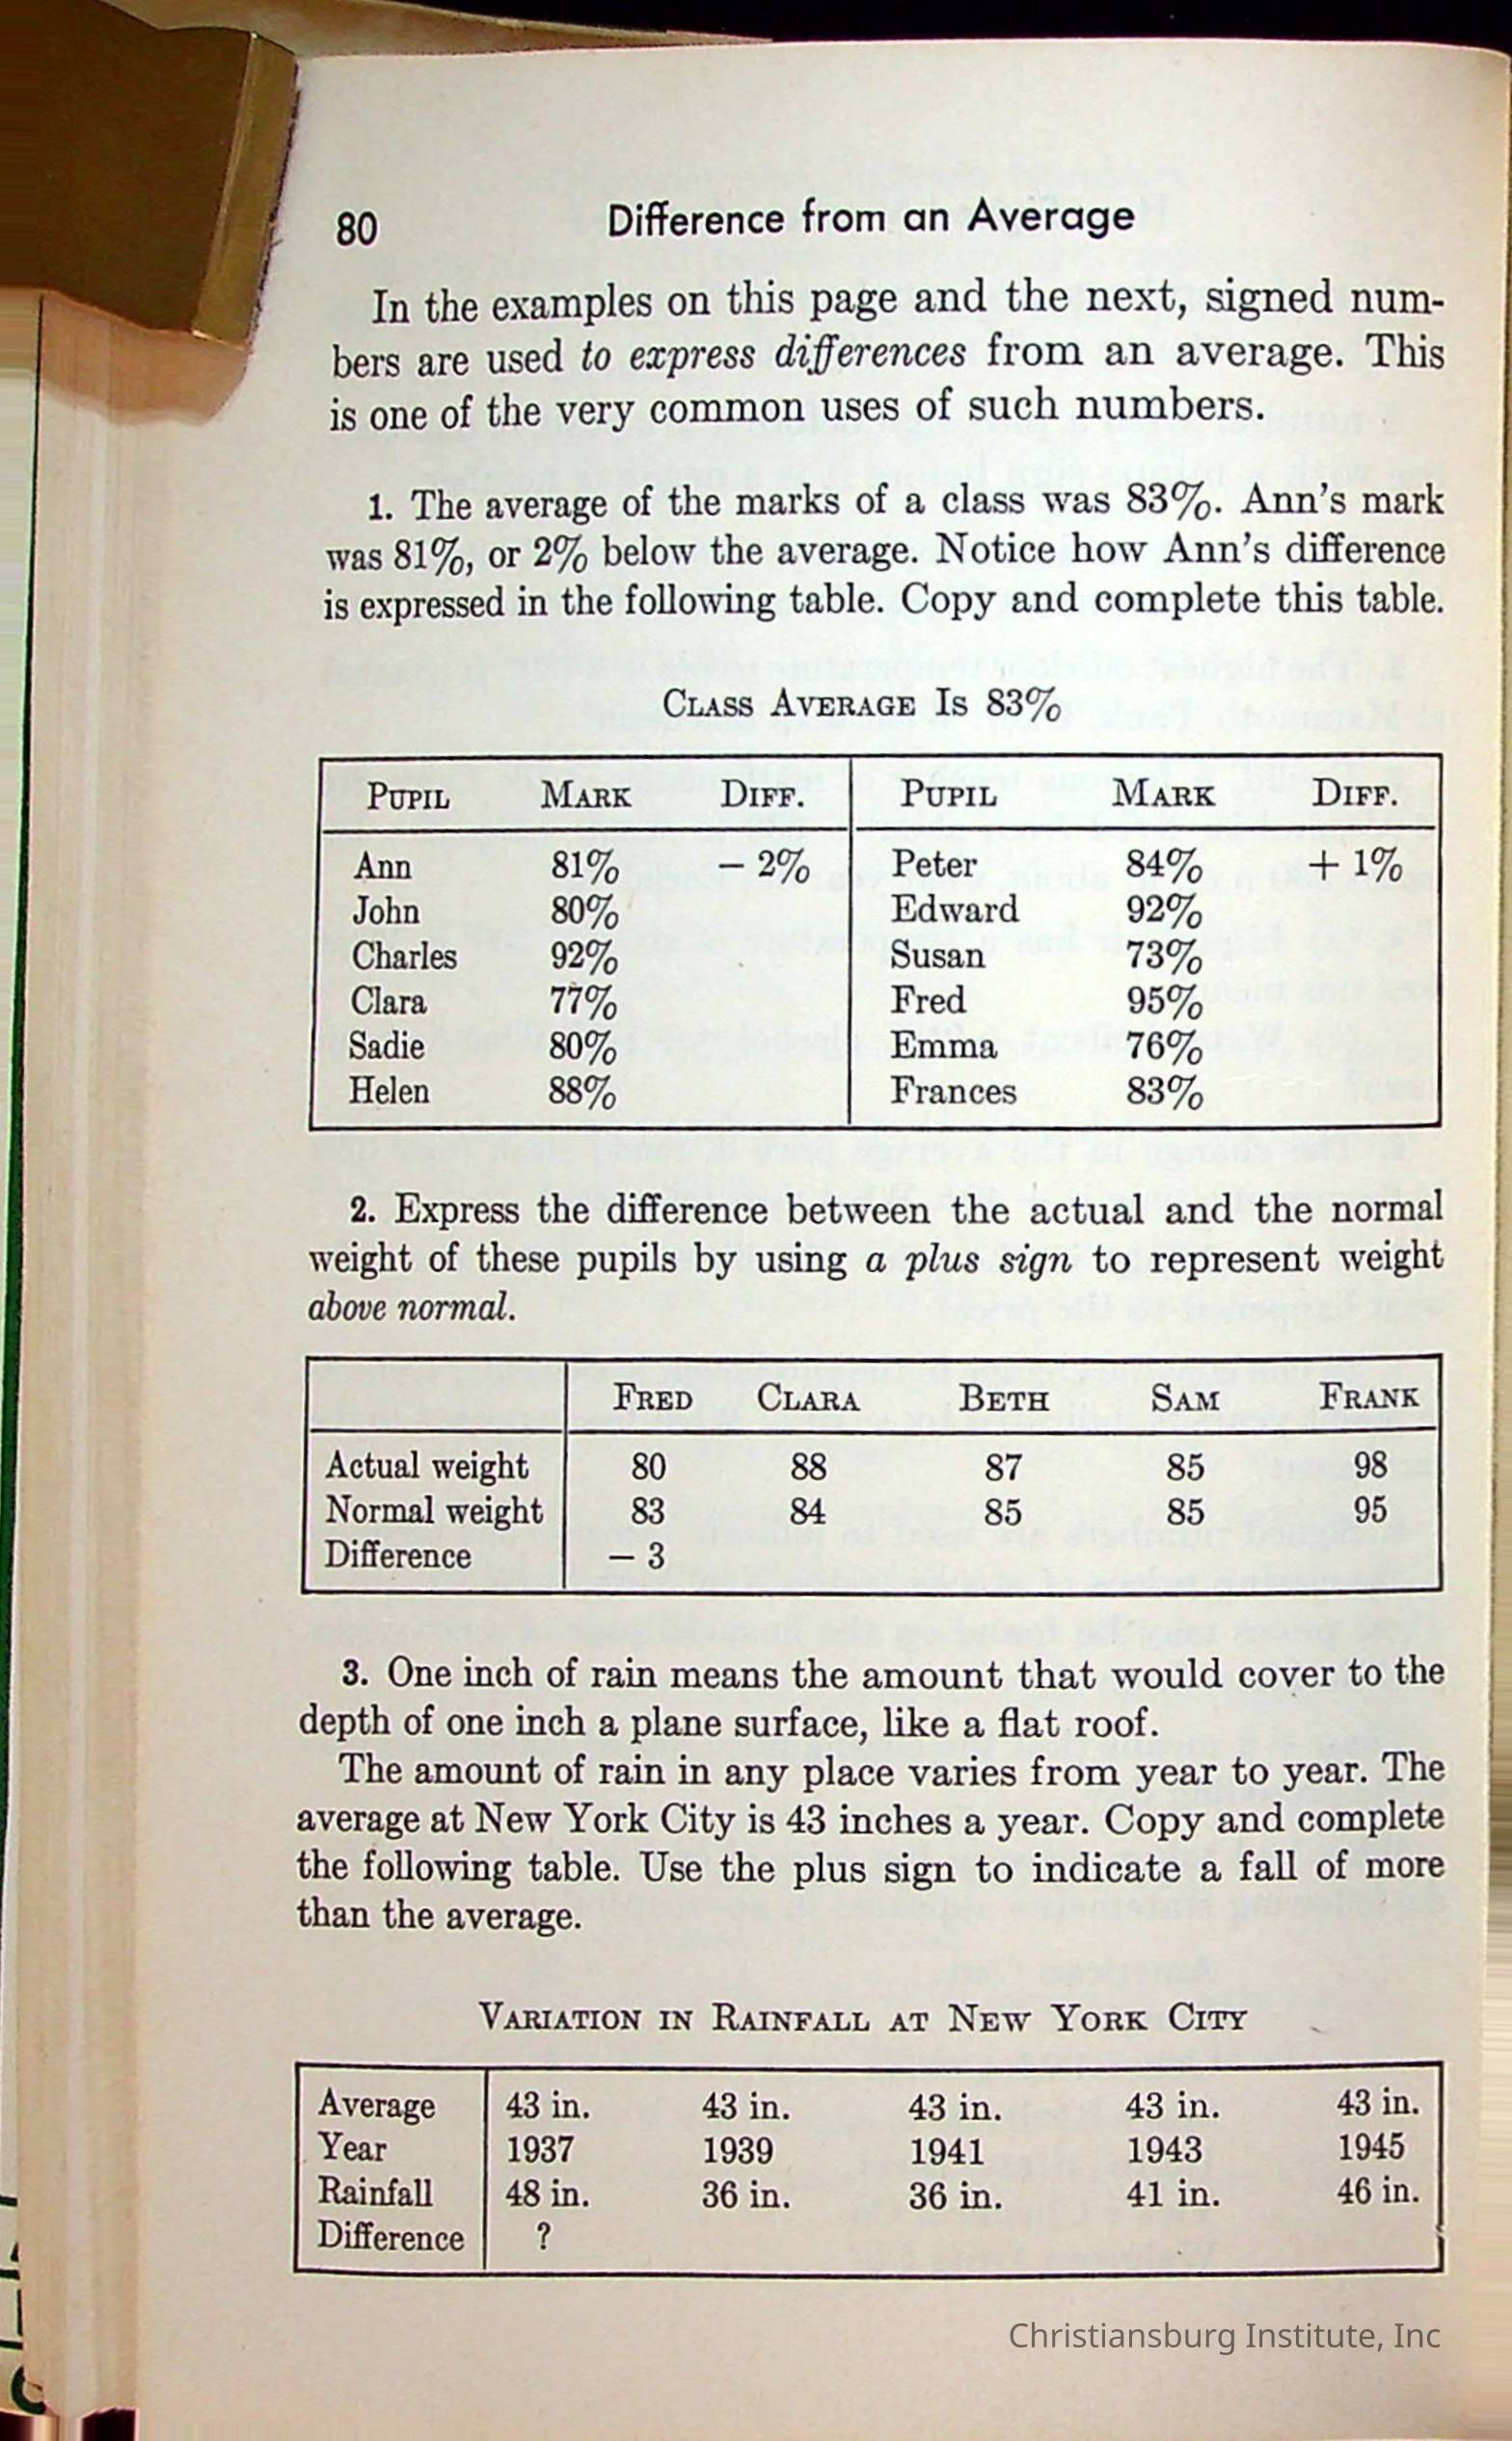 80 Difference from an Average
In the examples on this page and the next, signed num-
bers are used to express differences from an average. This
is one of the very common uses of such numbers.
1. The average of the marks of a class was 83%. Ann's mark
was 81%, or 2% below the average. Notice how Ann's difference
is expressed in the following table. Copy and complete this table.
CLASS AVERAGE IS 83%
PUPIL MARK DIFF. PUPIL MARK DIFF.
Ann 81% – 2% Peter 84% + 1%
John 80% Edward 92%
Charles 92% Susan 73%
Clara 77% Fred 95%
Sadie 80% Emma 76%
Helen 88% Frances 83%
2. Express the difference between the actual and the normal
weight of these pupils by using a plus sign to represent weight
above normal.
FRED CLARA BETH SAM FRANK
Actual weight 80 88 87 85 98
Normal weight 83 84 85 85 95
Difference – 3
3. One inch of rain means the amount that would cover to the
depth of one inch a plane surface, like a flat roof.
The amount of rain in any place varies from year to year. The
average at New York City is 43 inches a year. Copy and complete
the following table. Use the plus sign to indicate a fall of more
than the average.
VARIATION IN RAINFALL AT NEW YORK CITY
Average 43 in. 43 in. 43 in. 43 in. 43 in.
Year 1937 1939 1941 1943 1945
Rainfall 48 in. 36 in. 36 in. 41 in. 46 in.
Difference ?
Christiansburg Institute, Inc